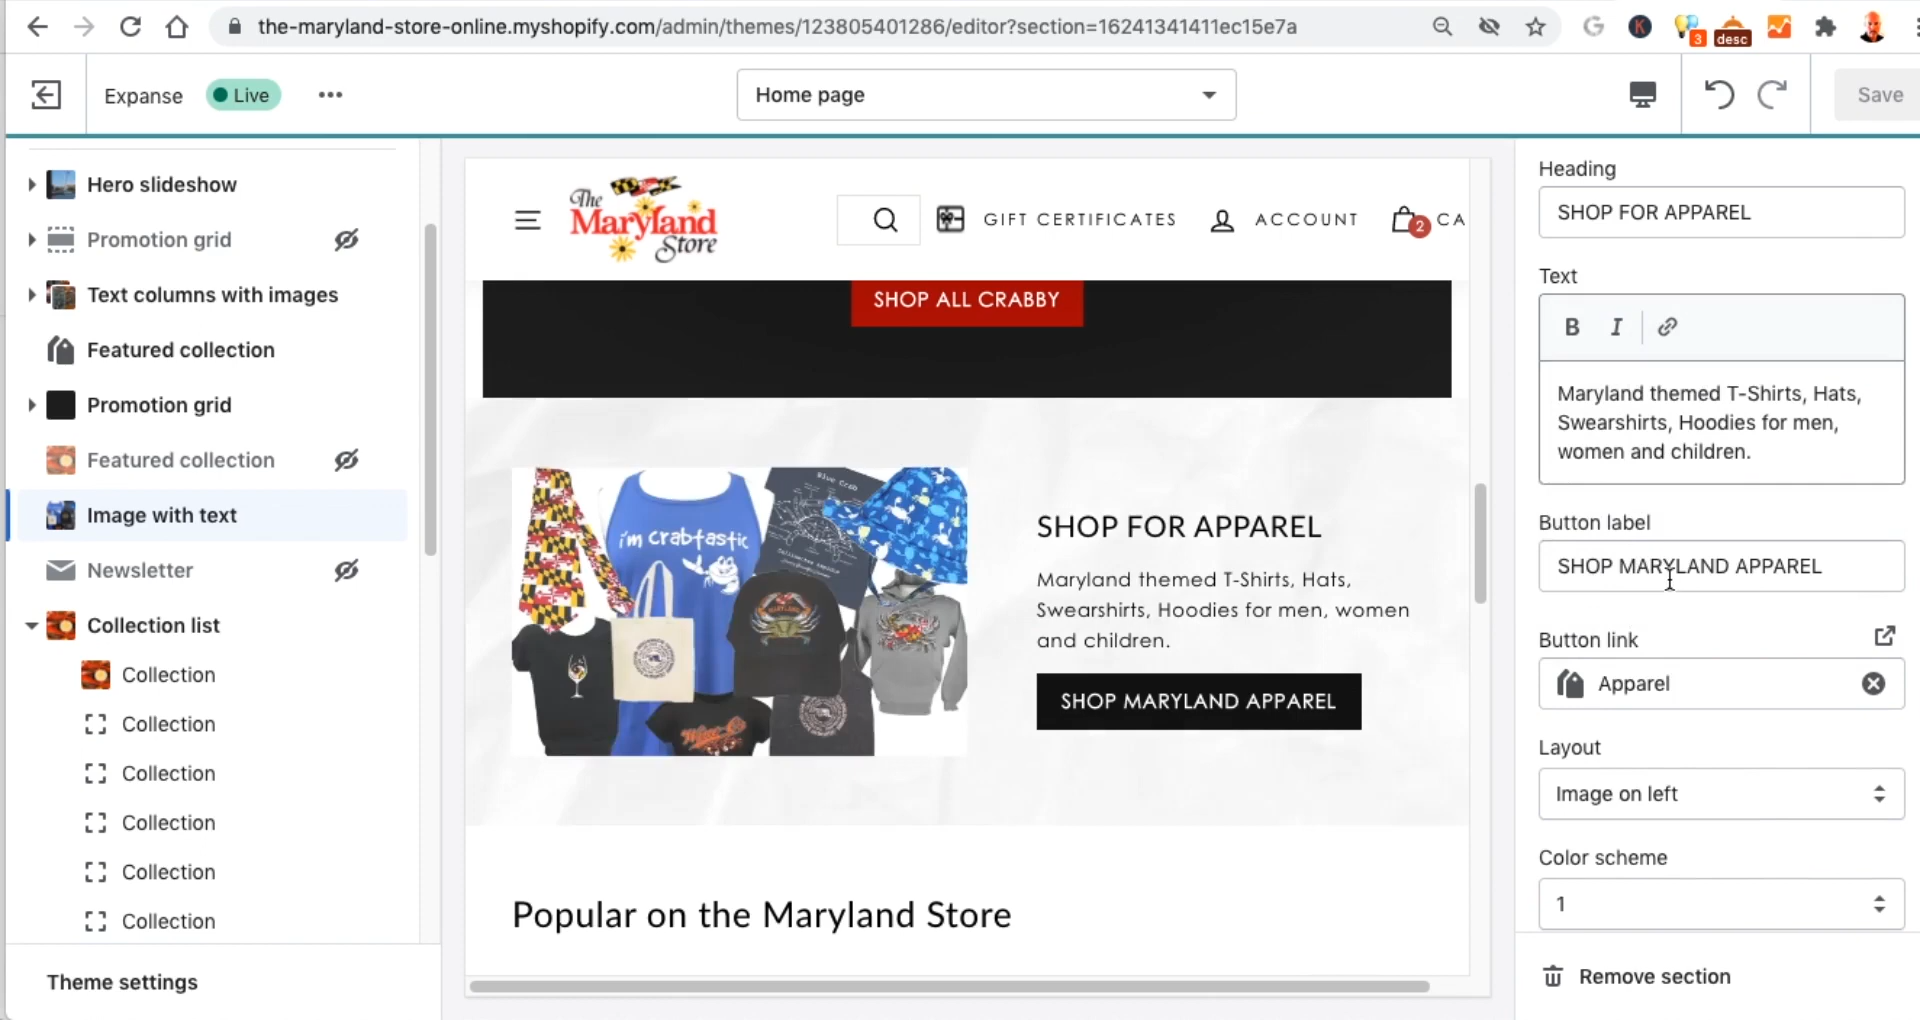 the-maryland-store-online.myshopify.com/admin/themes/123805401286/editor?section=16241341411ec15e7a
G
K
3
desc
Expanse
Live
Home page
Save
Hero slideshow
Promotion grid
Text columns with images
Featured collection
Promotion grid
Featured collection
Image with text
Newsletter
Collection list
Collection
Collection
Collection
Collection
Collection
Collection
Theme settings
The
Maryland
Store
GIFT CERTIFICATES
ACCOUNT
2
CA
SHOP ALL CRABBY
Blue Crab
i'm crabtastic
MARYLAND
SHOP FOR APPAREL
Maryland themed T-Shirts, Hats,
Swearshirts, Hoodies for men, women
and children.
SHOP MARYLAND APPAREL
Popular on the Maryland Store
Heading
SHOP FOR APPAREL
Text
B I
Maryland themed T-Shirts, Hats,
Swearshirts, Hoodies for men,
women and children.
Button label
SHOP MARYLAND APPAREL
Button link
Apparel
Layout
Image on left
Color scheme
1
Remove section